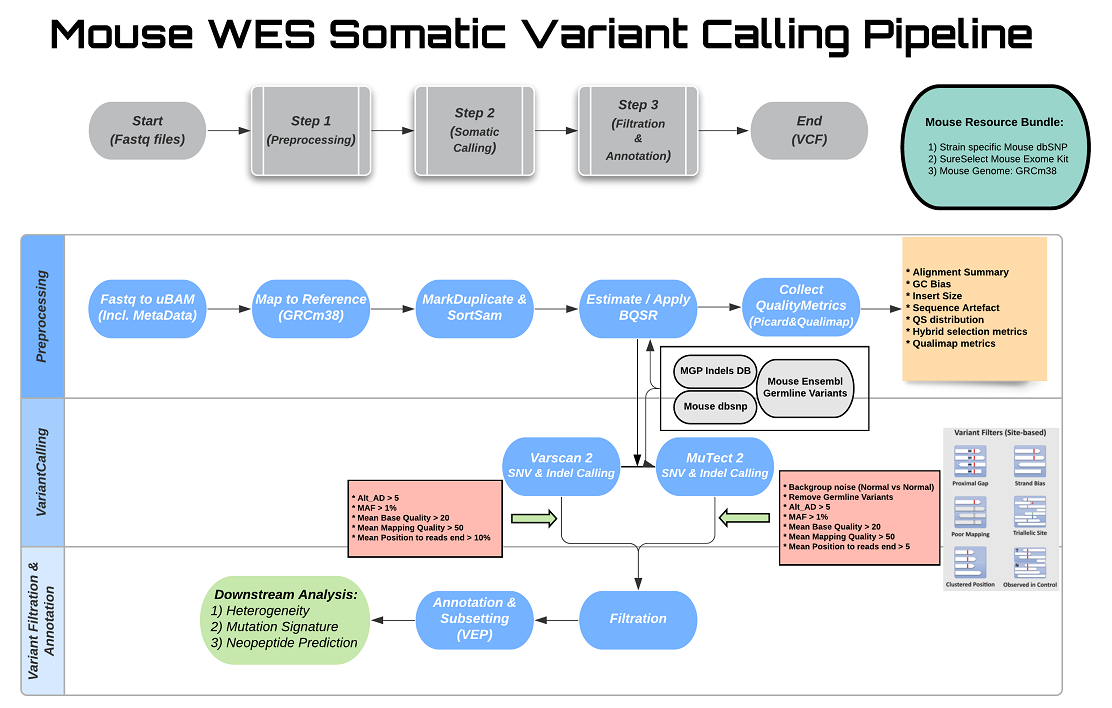 Mouse WES Somatic Variant Calling Pipeline
Start
(Fastq files)
Step 1
(Preprocessing)
Step 2
(Somatic
Calling)
Step 3
(Filtration
&
Annotation)
End
(VCF)
Mouse Resource Bundle:
1) Strain specific Mouse dbSNP
2) SureSelect Mouse Exome Kit
3) Mouse Genome: GRCm38
Preprocessing
Fastq to uBAM
(Incl. MetaData)
Map to Reference
(GRCm38)
MarkDuplicate &
SortSam
Estimate / Apply
BQSR
Collect
QualityMetrics
(Picard&Qualimap)
* Alignment Summary
* GC Bias
* Insert Size
* Sequence Artefact
* QS distribution
* Hybrid selection metrics
* Qualimap metrics
MGP Indels DB
Mouse dbsnp
Mouse Ensembl
Germline Variants
VariantCalling
Varscan 2
SNV & Indel Calling
MuTect 2
SNV & Indel Calling
* Alt_AD > 5
* MAF > 1%
* Mean Base Quality > 20
* Mean Mapping Quality > 50
* Mean Position to reads end > 10%
* Backgroup noise (Normal vs Normal)
* Remove Germline Variants
* Alt_AD > 5
* MAF > 1%
* Mean Base Quality > 20
* Mean Mapping Quality > 50
* Mean Position to reads end > 5
Variant Filters (Site-based)
Proximal Gap
Strand Bias
Poor Mapping
Triallelic Site
Clustered Position
Observed in Control
Variant Filtration &
Annotation
Downstream Analysis:
1) Heterogeneity
2) Mutation Signature
3) Neopeptide Prediction
Annotation &
Subsetting
(VEP)
Filtration